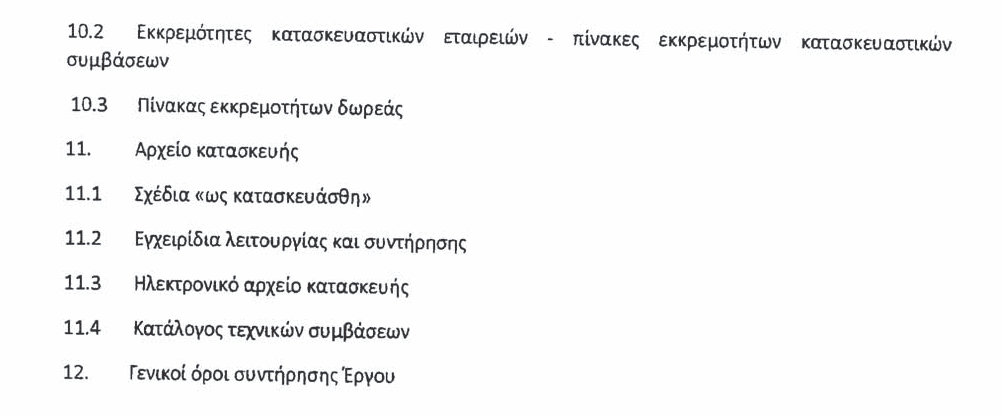 10.2 Εκκρεμότητες κατασκευαστικών εταιρειών - πίνακες εκκρεμοτήτων κατασκευαστικών
συμβάσεων
10.3 Πίνακας εκκρεμοτήτων δωρεάς
11. Αρχείο κατασκευής
11.1 Σχέδια «ως κατασκευάσθη»
11.2 Εγχειρίδια λειτουργίας και συντήρησης
11.3 Ηλεκτρονικό αρχείο κατασκευής
11.4 Κατάλογος τεχνικών συμβάσεων
12. Γενικοί όροι συντήρησης Έργου